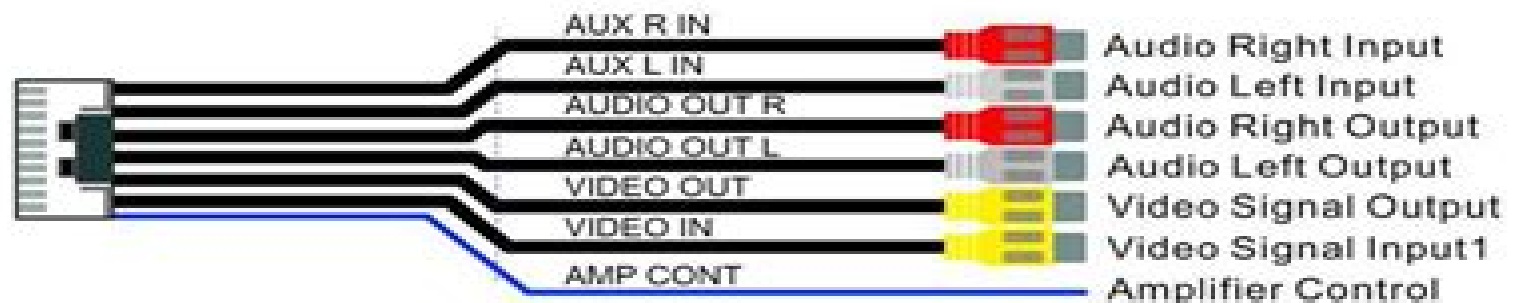 AUX R IN
Audio Right Input
AUX L IN
Audio Left Input
AUDIO OUT R
Audio Right Output
AUDIO OUT L
Audio Left Output
VIDEO OUT
Video Signal Output
VIDEO IN
Video Signal Input1
AMP CONT
Amplifier Control